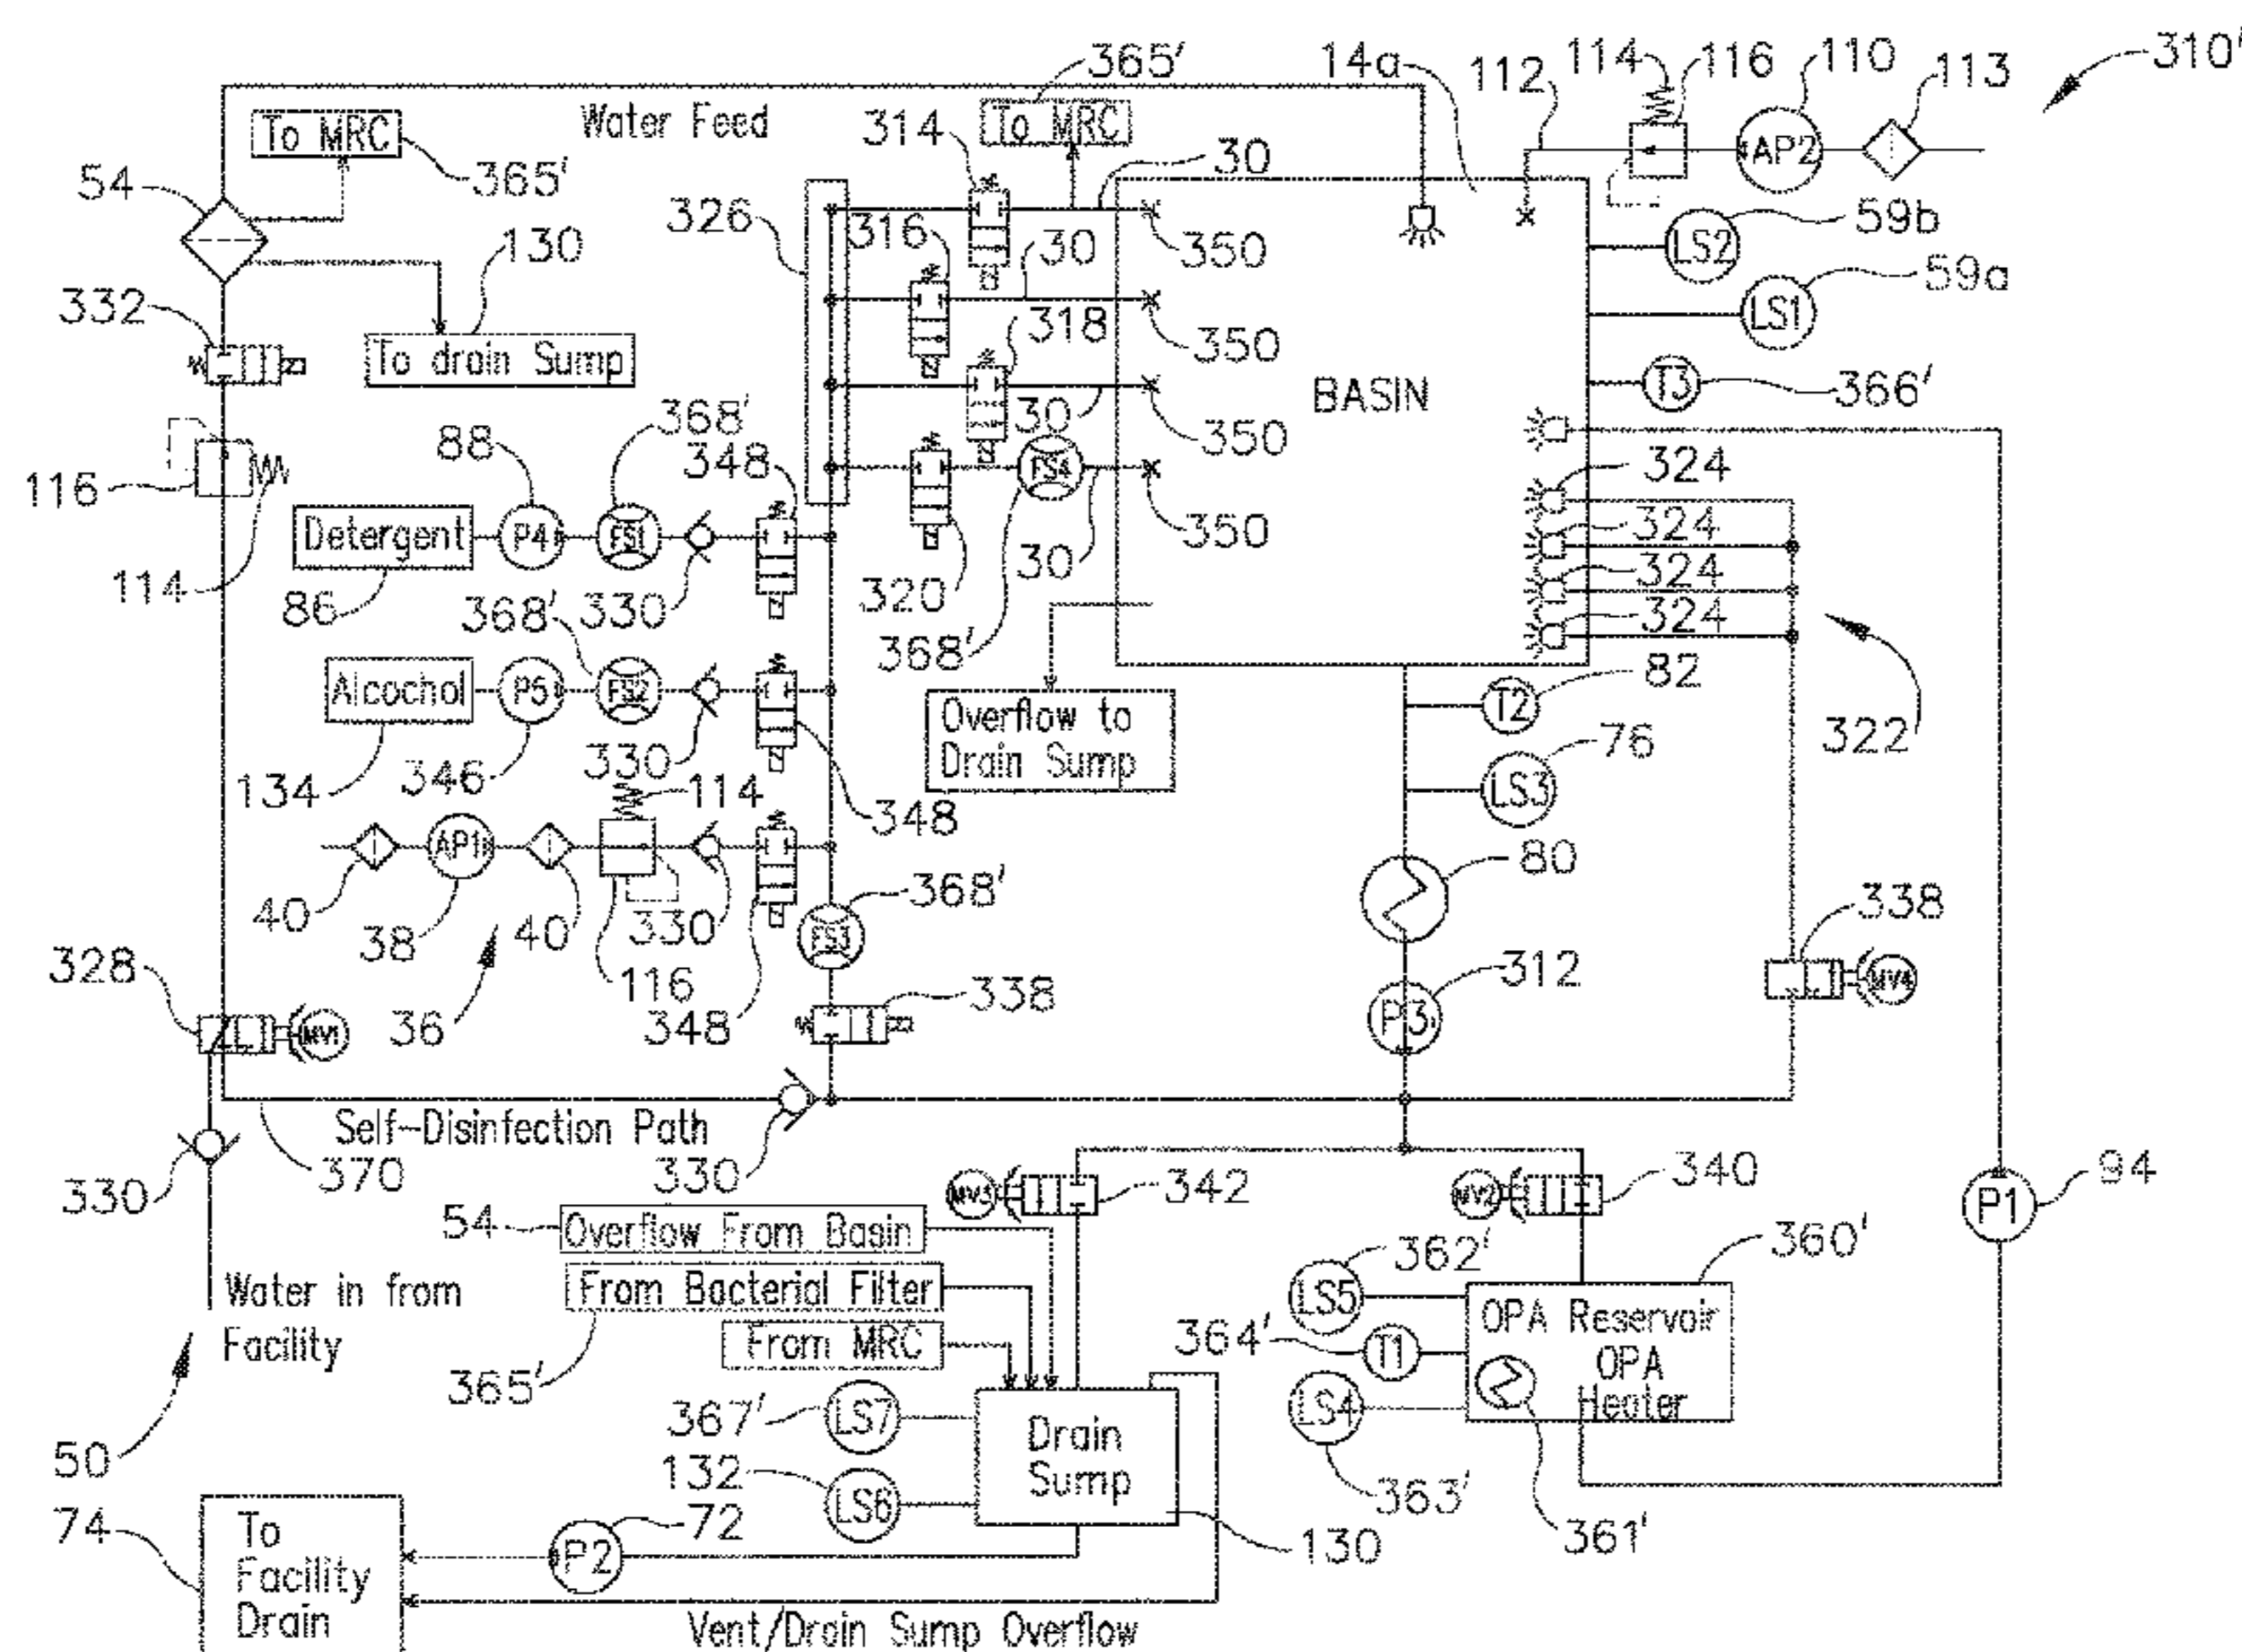 365'
14a
112
114
116
110
113
310'
To MRC
Water Feed
314
To MRC
30
54
365'
AP2
59b
LS2
326
316
350
130
30
59a
LS1
332
To drain Sump
318
350
T3
366'
BASIN
88
368'
348
30
350
324
116
FS4
Detergent
P4
FS1
350
324
114
86
368'
330
320
30
324
368'
324
322
Alcochol
P5
FS2
Overflow to
Drain Sump
T2
82
76
134
346
330
114
348
LS3
AP1
80
40
38
40
330
368'
FS3
338
328
116
312
MV1
36
348
338
P3
MV4
Self-Disinfection Path
330
370
330
MV3
342
MV2
340
94
P1
54
Overflow From Basin
362'
360'
Water in from
Facility
From Bacterial Filter
LS5
OPA Reservoir
From MRC
364'
T1
OPA
Heater
365'
367'
LS7
LS4
50
132
LS6
Drain
Sump
363'
361'
74
To
Facility
Drain
72
P2
130
Vent/Drain Sump Overflow